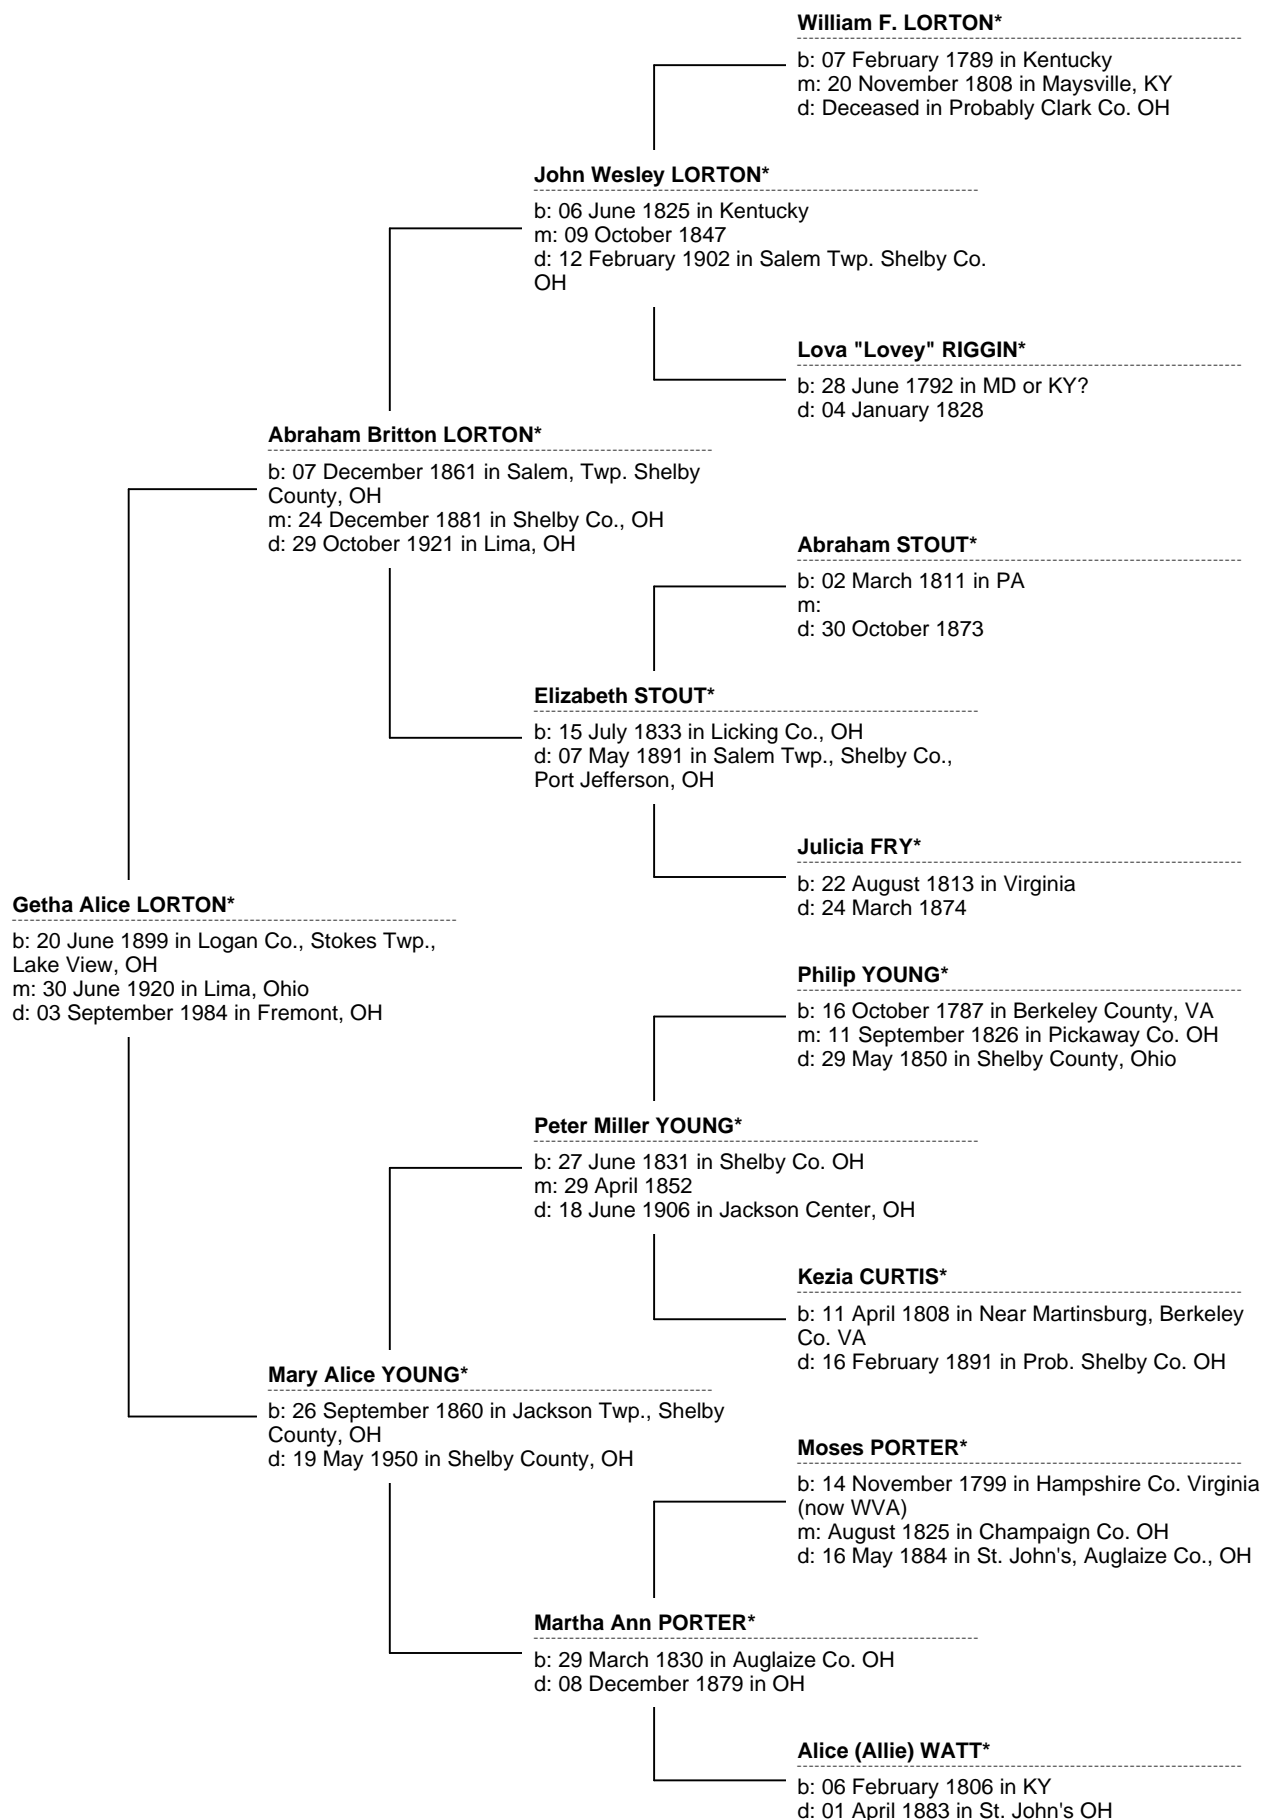 William F. LORTON*
b: 07 February 1789 in Kentucky
m: 20 November 1808 in Maysville, KY
d: Deceased in Probably Clark Co. OH
John Wesley LORTON*
b: 06 June 1825 in Kentucky
m: 09 October 1847
d: 12 February 1902 in Salem Twp. Shelby Co.
OH
Lova "Lovey" RIGGIN*
b: 28 June 1792 in MD or KY?
d: 04 January 1828
Abraham Britton LORTON*
b: 07 December 1861 in Salem, Twp. Shelby
County, OH
m: 24 December 1881 in Shelby Co., OH
d: 29 October 1921 in Lima, OH
Abraham STOUT*
b: 02 March 1811 in PA
m:
d: 30 October 1873
Elizabeth STOUT*
b: 15 July 1833 in Licking Co., OH
d: 07 May 1891 in Salem Twp., Shelby Co.,
Port Jefferson, OH
Julicia FRY*
b: 22 August 1813 in Virginia
d: 24 March 1874
Getha Alice LORTON*
b: 20 June 1899 in Logan Co., Stokes Twp.,
Lake View, OH
m: 30 June 1920 in Lima, Ohio
d: 03 September 1984 in Fremont, OH
Philip YOUNG*
b: 16 October 1787 in Berkeley County, VA
m: 11 September 1826 in Pickaway Co. OH
d: 29 May 1850 in Shelby County, Ohio
Peter Miller YOUNG*
b: 27 June 1831 in Shelby Co. OH
m: 29 April 1852
d: 18 June 1906 in Jackson Center, OH
Kezia CURTIS*
b: 11 April 1808 in Near Martinsburg, Berkeley
Co. VA
d: 16 February 1891 in Prob. Shelby Co. OH
Mary Alice YOUNG*
b: 26 September 1860 in Jackson Twp., Shelby
County, OH
d: 19 May 1950 in Shelby County, OH
Moses PORTER*
b: 14 November 1799 in Hampshire Co. Virginia
(now WVA)
m: August 1825 in Champaign Co. OH
d: 16 May 1884 in St. John's, Auglaize Co., OH
Martha Ann PORTER*
b: 29 March 1830 in Auglaize Co. OH
d: 08 December 1879 in OH
Alice (Allie) WATT*
b: 06 February 1806 in KY
d: 01 April 1883 in St. John's OH